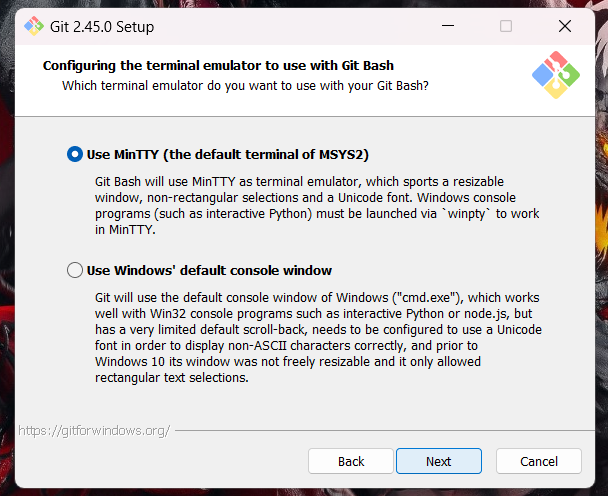 Git 2.45.0 Setup
Configuring the terminal emulator to use with Git Bash
Which terminal emulator do you want to use with your Git Bash?
Use MinTTY (the default terminal of MSYS2)
Git Bash will use MinTTY as terminal emulator, which sports a resizable
window, non-rectangular selections and a Unicode font. Windows console
programs (such as interactive Python) must be launched via `winpty` to work
in MinTTY.
Use Windows' default console window
Git will use the default console window of Windows ("cmd.exe"), which works
well with Win32 console programs such as interactive Python or node.js, but
has a very limited default scroll-back, needs to be configured to use a Unicode
font in order to display non-ASCII characters correctly, and prior to
Windows 10 its window was not freely resizable and it only allowed
rectangular text selections.
https://gitforwindows.org/
Back Next Cancel